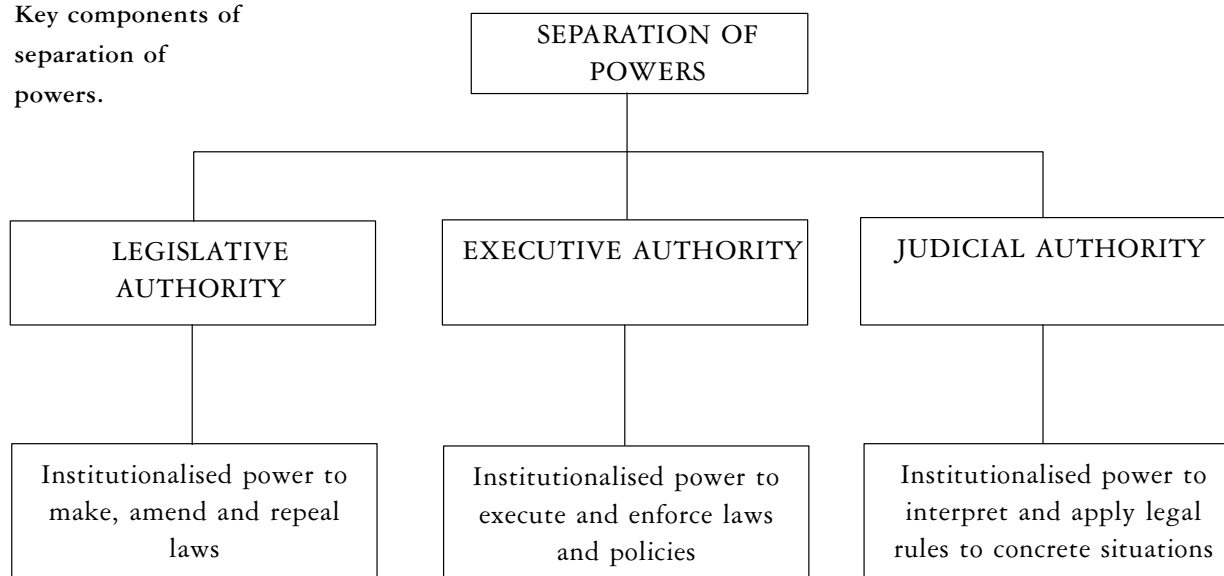 Key components of
separation of
powers.
SEPARATION OF
POWERS
LEGISLATIVE
AUTHORITY
EXECUTIVE AUTHORITY
JUDICIAL AUTHORITY
Institutionalised power to
make, amend and repeal
laws
Institutionalised power to
execute and enforce laws
and policies
Institutionalised power to
interpret and apply legal
rules to concrete situations